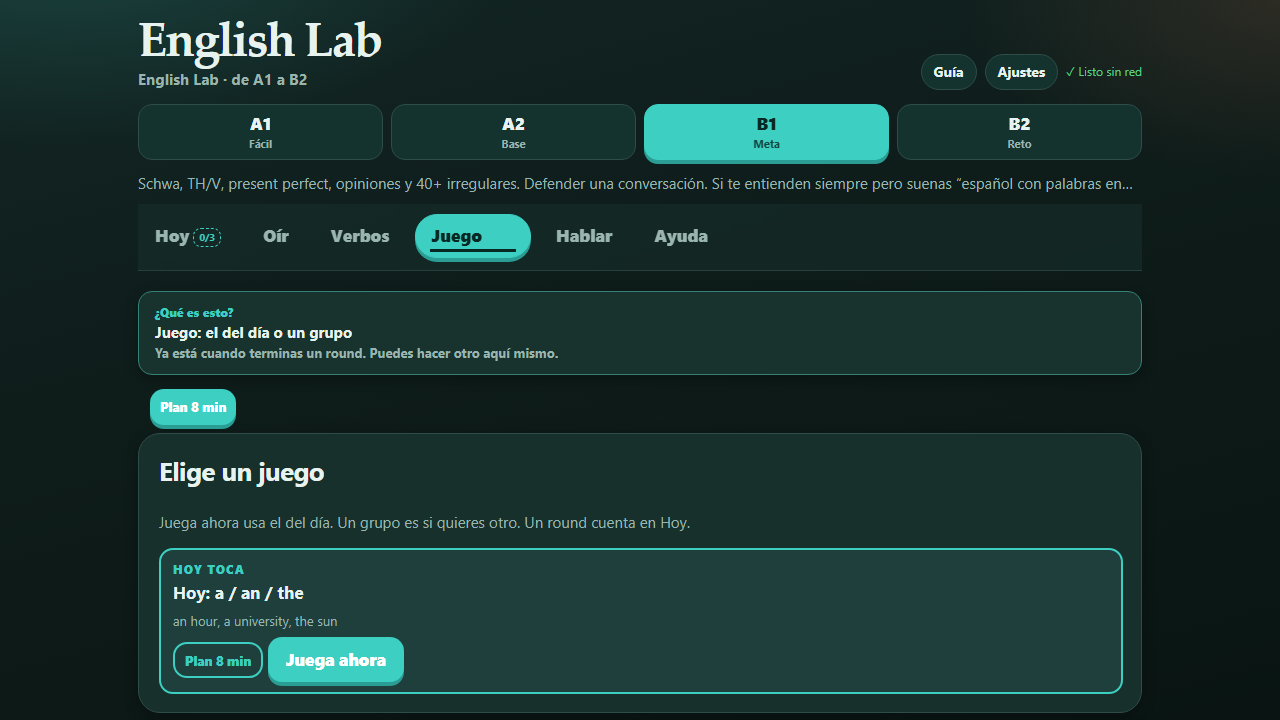 English Lab
English Lab · de A1 a B2
Guía
Ajustes
✓ Listo sin red
A1
Fácil
A2
Base
B1
Meta
B2
Reto
Schwa, TH/V, present perfect, opiniones y 40+ irregulares. Defender una conversación. Si te entienden siempre pero suenas “español con palabras en…
Hoy 0/3
Oír
Verbos
Juego
Hablar
Ayuda
¿Qué es esto?
Juego: el del día o un grupo
Ya está cuando terminas un round. Puedes hacer otro aquí mismo.
Plan 8 min
Elige un juego
Juega ahora usa el del día. Un grupo es si quieres otro. Un round cuenta en Hoy.
HOY TOCA
Hoy: a / an / the
an hour, a university, the sun
Plan 8 min
Juega ahora